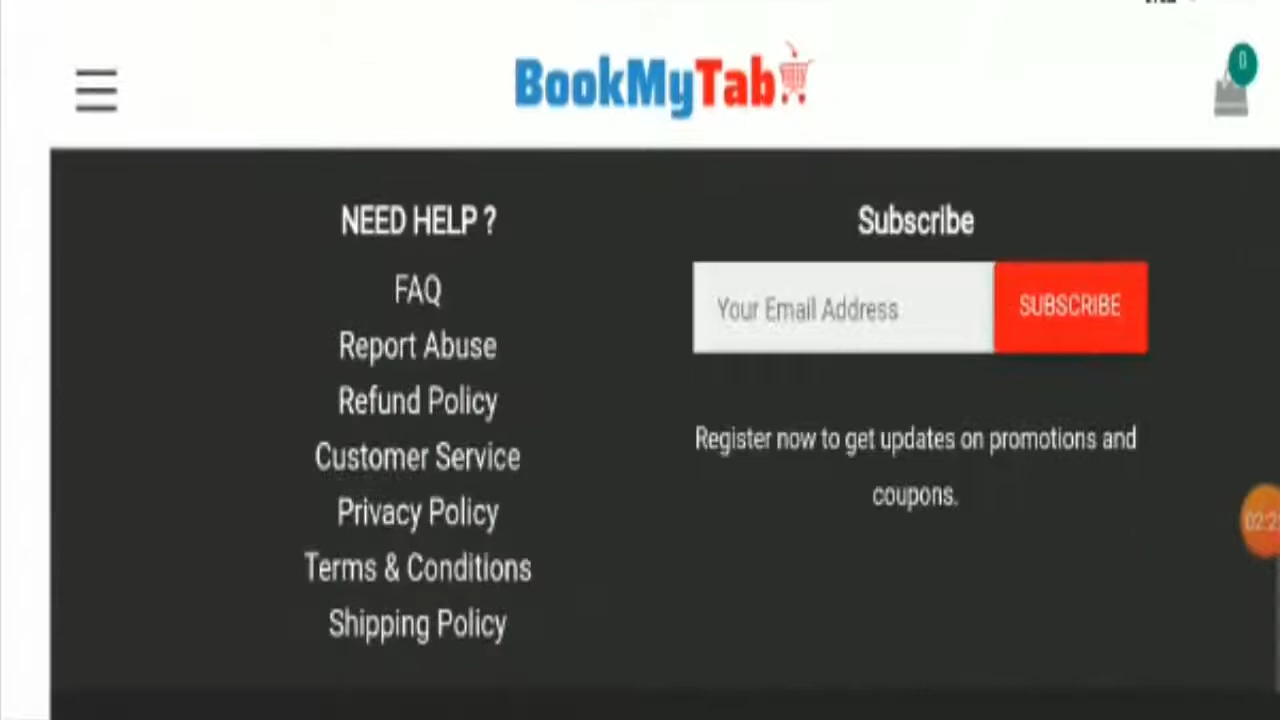 BookMyTab
0
NEED HELP ?
FAQ
Report Abuse
Refund Policy
Customer Service
Privacy Policy
Terms & Conditions
Shipping Policy
Subscribe
Your Email Address
SUBSCRIBE
Register now to get updates on promotions and
coupons.